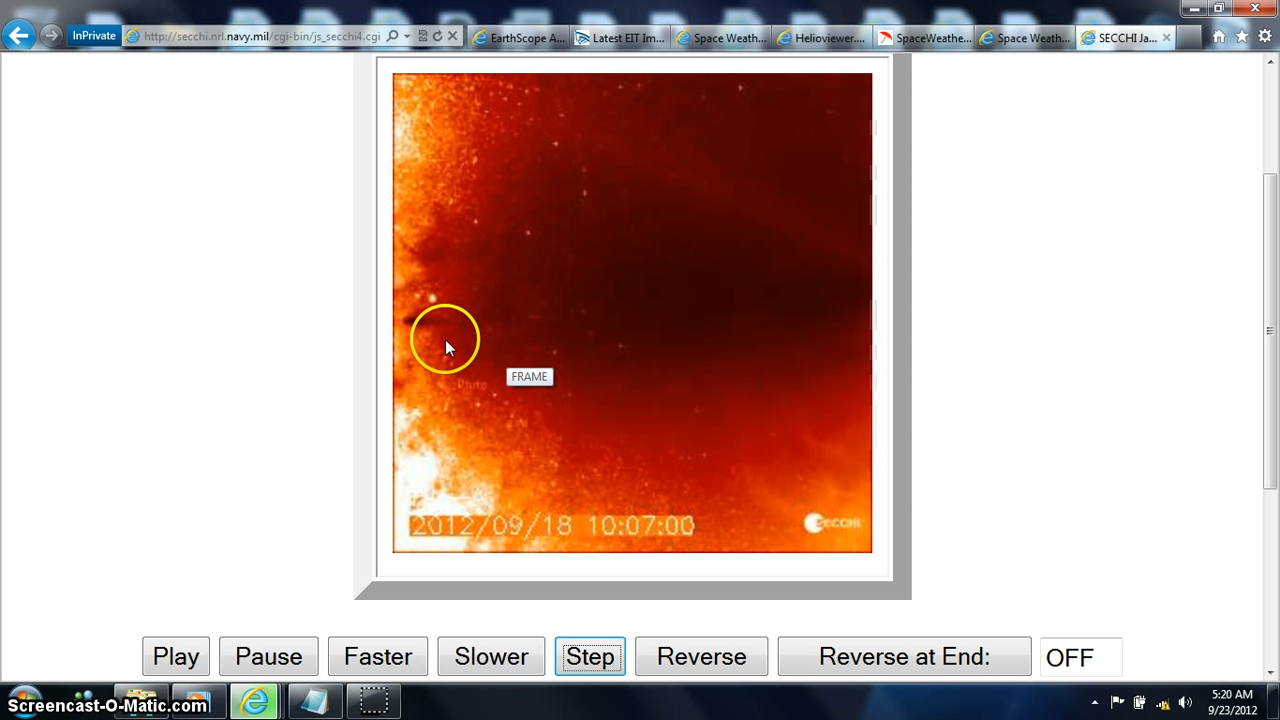 InPrivate
http://secchi.nrl.navy.mil/cgi-bin/js_secchi4.cgi
EarthScope A...
Latest EIT Im...
Space Weath...
Helioviewer....
SpaceWeathe...
Space Weath...
SECCHI Ja...
Pluto
FRAME
2012/09/18 10:07:00
SECCHI
Play
Pause
Faster
Slower
Step
Reverse
Reverse at End:
OFF
Screencast-O-Matic.com
5:20 AM
9/23/2012